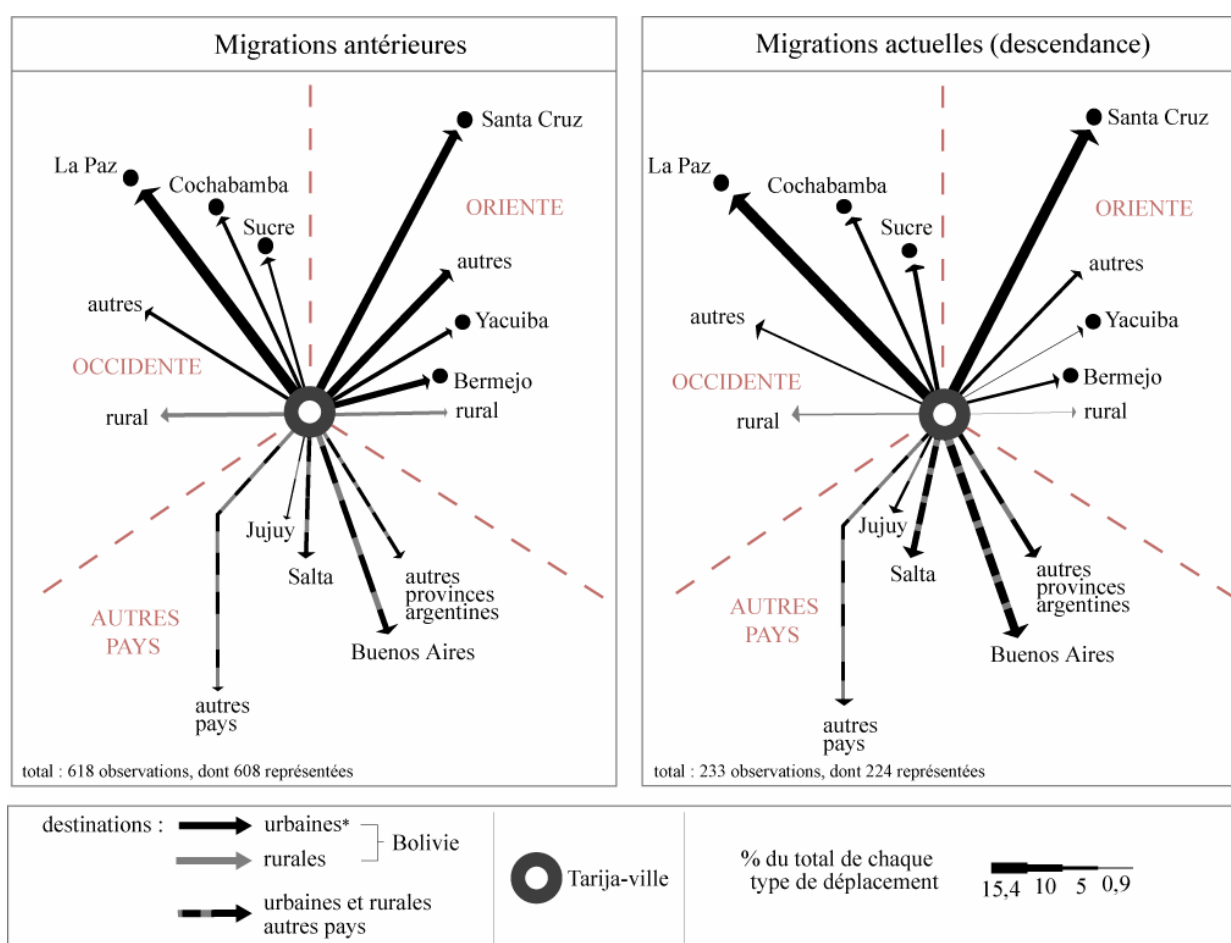 Migrations antérieures
Santa Cruz
La Paz
Cochabamba
Sucre
ORIENTE
autres
autres
Yacuiba
OCCIDENTE
Bermejo
rural
rural
Jujuy
Salta
autres
provinces
argentines
AUTRES
PAYS
Buenos Aires
autres
pays
total : 618 observations, dont 608 représentées
Migrations actuelles (descendance)
Santa Cruz
La Paz
Cochabamba
Sucre
ORIENTE
autres
autres
Yacuiba
OCCIDENTE
Bermejo
rural
rural
Jujuy
Salta
autres
provinces
argentines
AUTRES
PAYS
Buenos Aires
autres
pays
total : 233 observations, dont 224 représentées
destinations :
urbaines*
rurales
Bolivie
urbaines et rurales
autres pays
Tarija-ville
% du total de chaque
type de déplacement
15,4 10 5 0,9